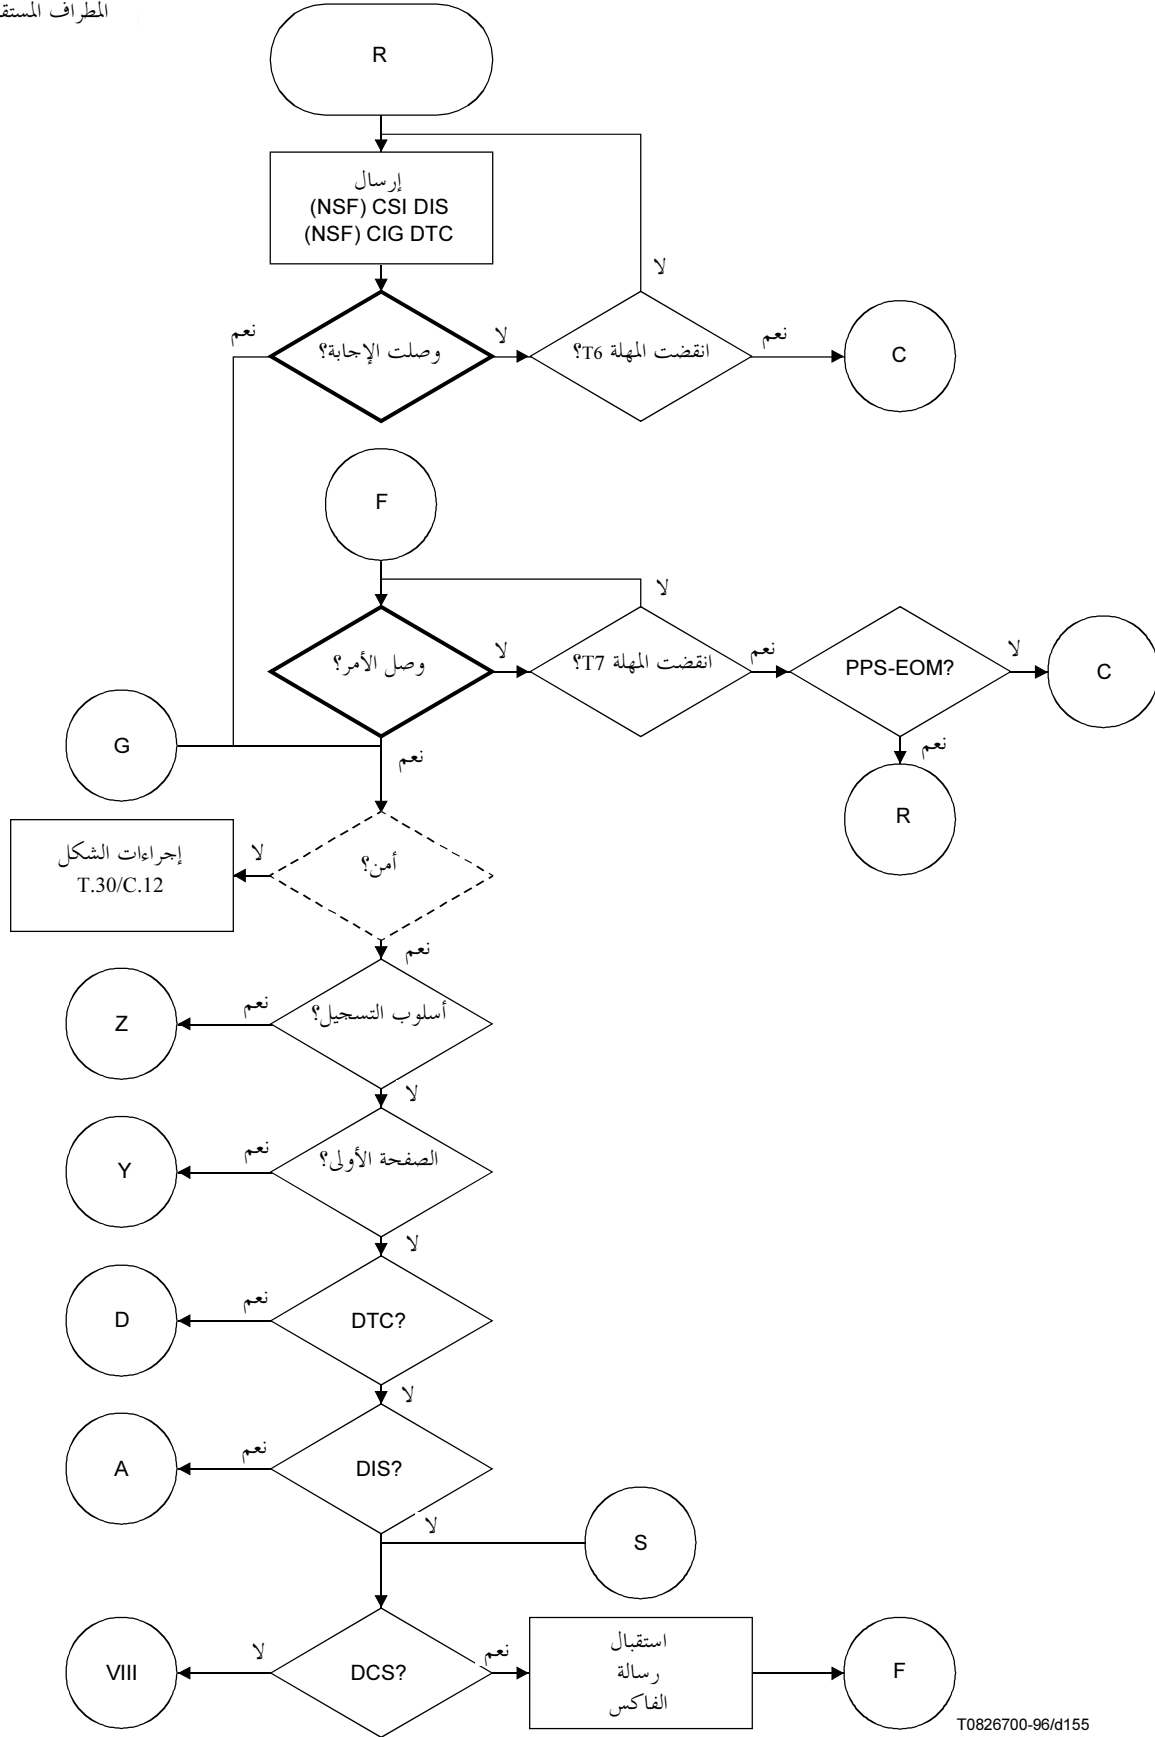 المطراف
R
إرسال
(NSF) CSI DIS
(NSF) CIG DTC
لا
نعم
وصلت الإجابة؟
لا
انقضت المهلة T6؟
نعم
C
F
لا
وصل الأمر؟
لا
انقضت المهلة T7؟
نعم
PPS-EOM?
لا
C
G
نعم
نعم
R
إجراءات الشكل
T.30/C.12
لا
أمن؟
نعم
Z
نعم
أسلوب التسجيل؟
لا
Y
نعم
الصفحة الأولى؟
لا
D
نعم
DTC?
لا
A
نعم
DIS?
لا
S
VIII
لا
DCS?
نعم
استقبال
رسالة
الفاكس
F
T0826700-96/d155